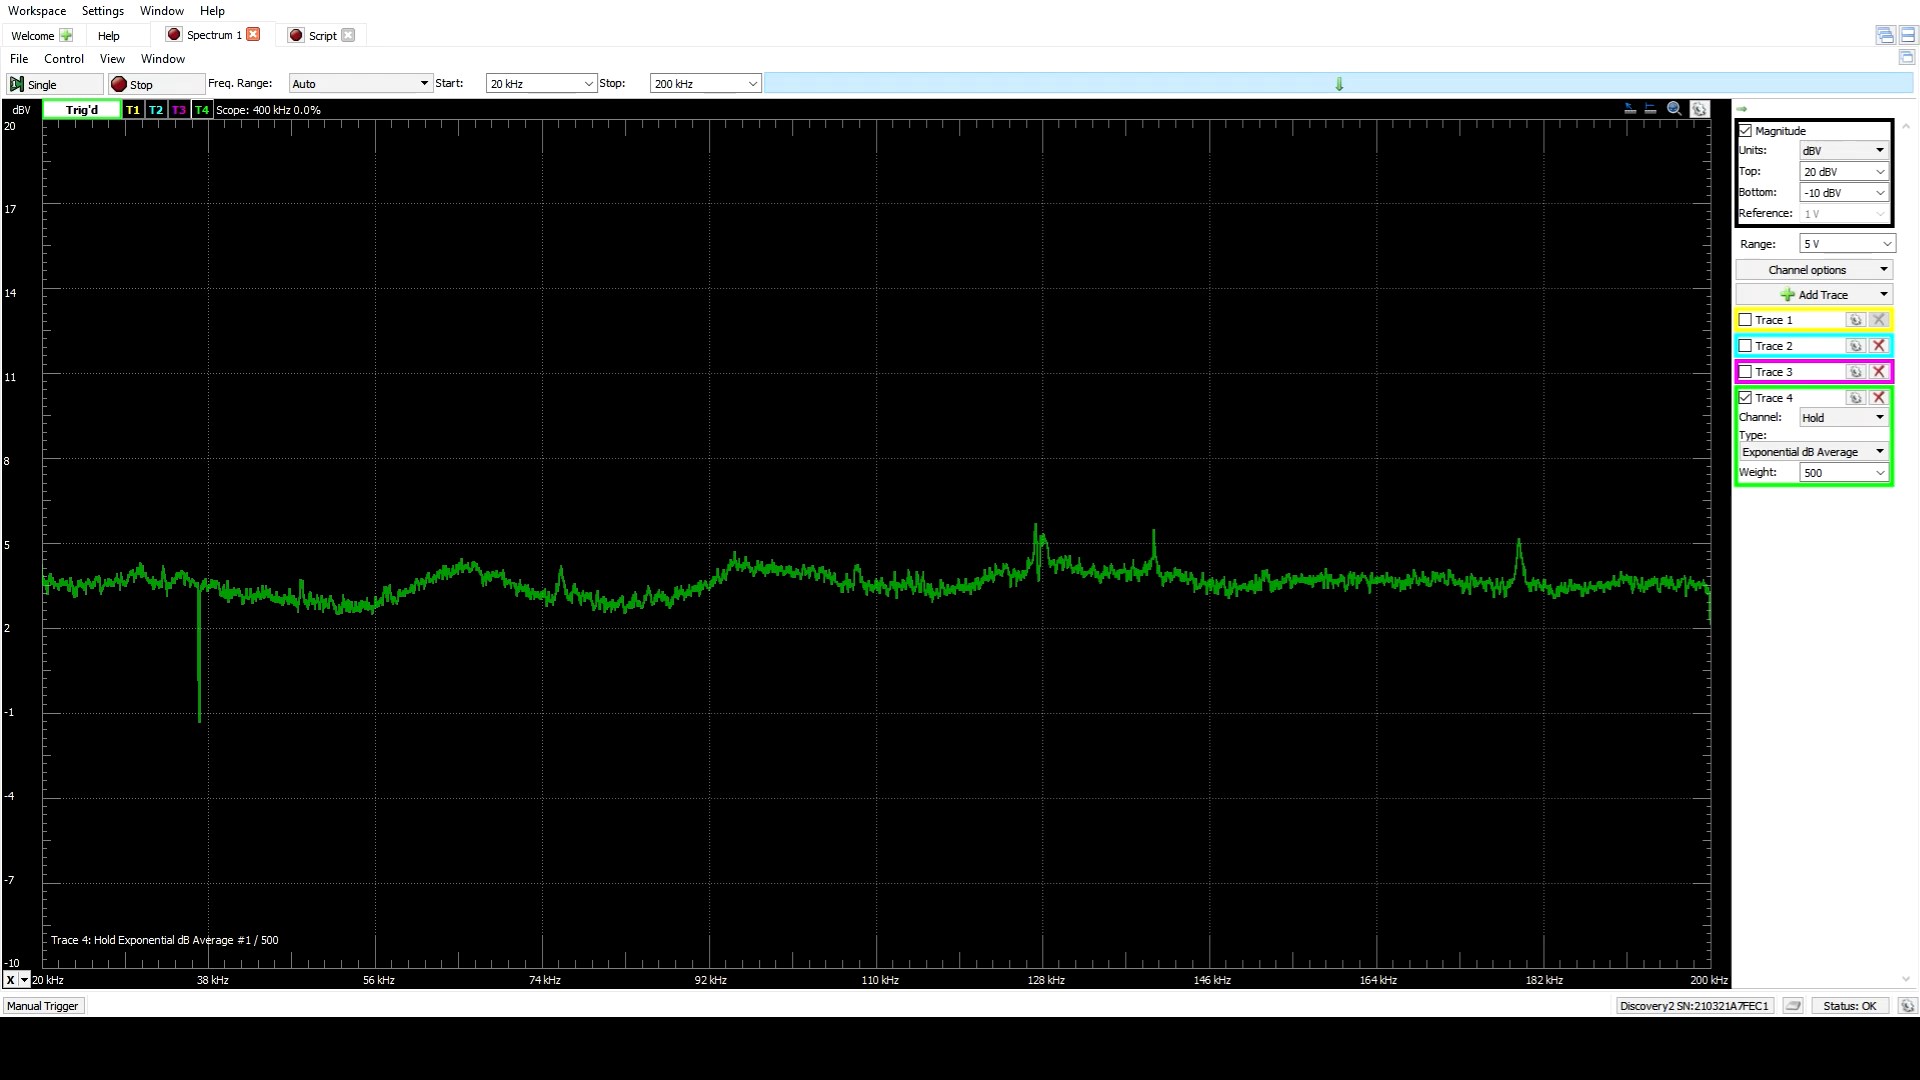 Workspace Settings Window Help
Welcome Help Spectrum 1 Script
File Control View Window
Single Stop Freq. Range: Auto Start: 20 kHz Stop: 200 kHz
dBV Trig'd T1 T2 T3 T4 Scope: 400 kHz 0.0%
20
17
14
11
8
5
2
-1
-4
-7
-10
Trace 4: Hold Exponential dB Average #1 / 500
X 20 kHz 38 kHz 56 kHz 74 kHz 92 kHz 110 kHz 128 kHz 146 kHz 164 kHz 182 kHz 200 kHz
Magnitude
Units: dBV
Top: 20 dBV
Bottom: -10 dBV
Reference: 1 V
Range: 5 V
Channel options
Add Trace
Trace 1
Trace 2
Trace 3
Trace 4
Channel: Hold
Type:
Exponential dB Average
Weight: 500
Manual Trigger Discovery2 SN:210321A7FEC1 Status: OK